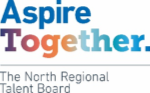 Aspire
Together.
The North Regional
Talent Board